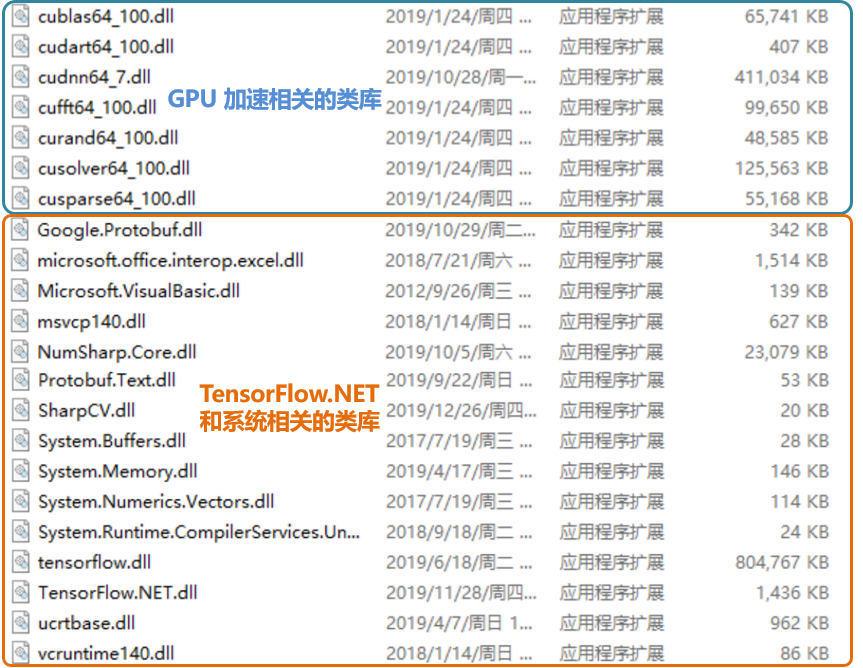 cublas64_100.dll 2019/1/24/周四 ... 应用程序扩展 65,741 KB
cudart64_100.dll 2019/1/24/周四 ... 应用程序扩展 407 KB
cudnn64_7.dll 2019/10/28/周一... 应用程序扩展 411,034 KB
GPU 加速相关的类库
cufft64_100.dll 2019/1/24/周四 ... 应用程序扩展 99,650 KB
curand64_100.dll 2019/1/24/周四 ... 应用程序扩展 48,585 KB
cusolver64_100.dll 2019/1/24/周四 ... 应用程序扩展 125,563 KB
cusparse64_100.dll 2019/1/24/周四 ... 应用程序扩展 55,168 KB
Google.Protobuf.dll 2019/10/29/周二... 应用程序扩展 342 KB
microsoft.office.interop.excel.dll 2018/7/21/周六 ... 应用程序扩展 1,514 KB
Microsoft.VisualBasic.dll 2012/9/26/周三 ... 应用程序扩展 139 KB
msvcp140.dll 2018/1/14/周日 ... 应用程序扩展 627 KB
NumSharp.Core.dll 2019/10/5/周六 ... 应用程序扩展 23,079 KB
Protobuf.Text.dll 2019/9/22/周日 ... 应用程序扩展 53 KB
TensorFlow.NET
SharpCV.dll 2019/12/26/周四... 应用程序扩展 20 KB
和系统相关的类库
System.Buffers.dll 2017/7/19/周三 ... 应用程序扩展 28 KB
System.Memory.dll 2019/4/17/周三 ... 应用程序扩展 146 KB
System.Numerics.Vectors.dll 2017/7/19/周三 ... 应用程序扩展 114 KB
System.Runtime.CompilerServices.Un... 2018/9/18/周二 ... 应用程序扩展 24 KB
tensorflow.dll 2019/6/18/周二 ... 应用程序扩展 804,767 KB
TensorFlow.NET.dll 2019/11/28/周四... 应用程序扩展 1,436 KB
ucrtbase.dll 2019/4/7/周日 1... 应用程序扩展 962 KB
vcruntime140.dll 2018/1/14/周日 ... 应用程序扩展 86 KB